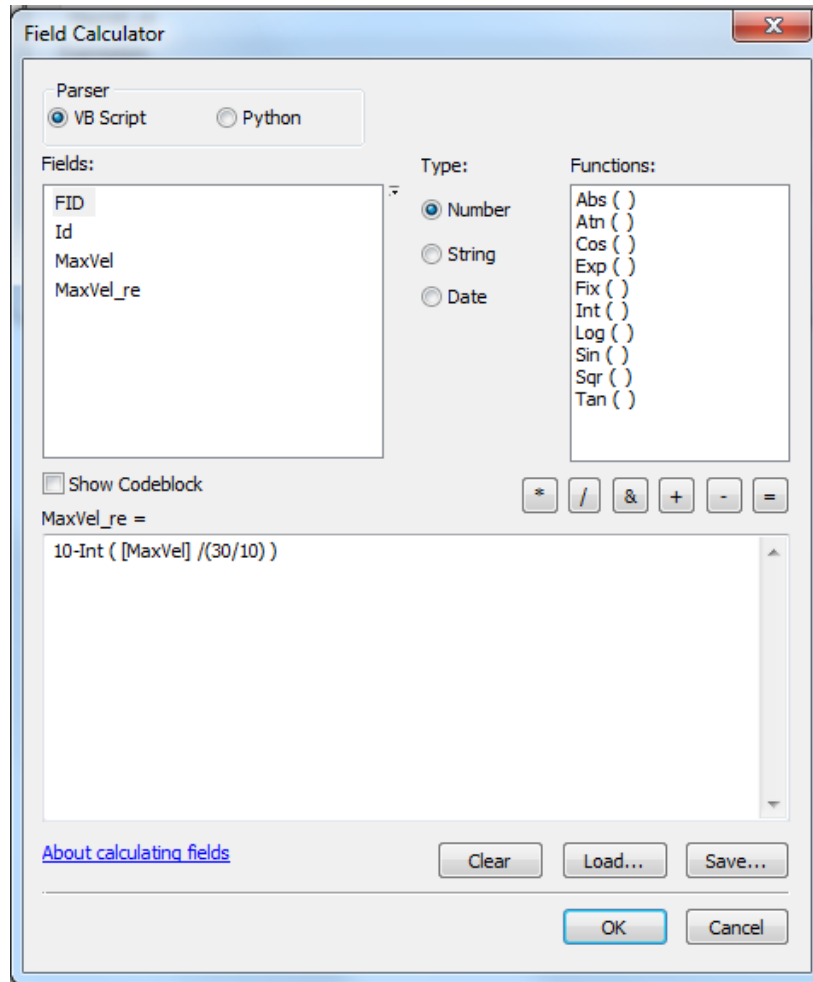 Field Calculator
Parser
VB Script
Python
Fields:
FID
Id
MaxVel
MaxVel_re
Type:
Number
String
Date
Functions:
Abs ( )
Atn ( )
Cos ( )
Exp ( )
Fix ( )
Int ( )
Log ( )
Sin ( )
Sqr ( )
Tan ( )
Show Codeblock
* / & + - =
MaxVel_re =
10-Int ( [MaxVel] /(30/10) )
About calculating fields
Clear
Load...
Save...
OK
Cancel